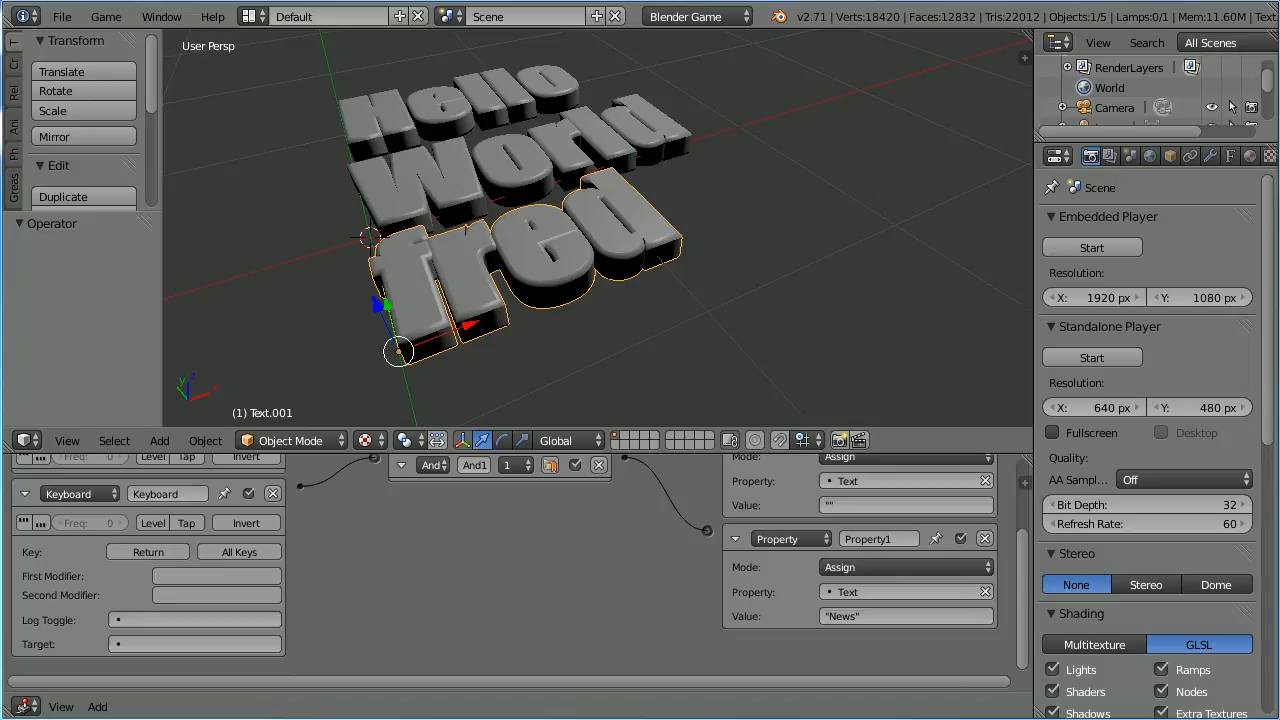 File Game Window Help Default Scene Blender Game v2.71 | Verts:18420 | Faces:12832 | Tris:22012 | Objects:1/5 | Lamps:0/1 | Mem:11.60M | Text
T
Cr
Rel
Ani
Ph
Greas
Transform
Translate
Rotate
Scale
Mirror
Edit
Duplicate
Operator
User Persp
Hello
World
fred
x
y
z
(1) Text.001
View Select Add Object Object Mode Global
Freq: 0 Level Tap Invert
Keyboard Keyboard
Freq: 0 Level Tap Invert
Key: Return All Keys
First Modifier:
Second Modifier:
Log Toggle:
Target:
And And1 1
Mode: Assign
Property: Text
Value: ""
Property Property1
Mode: Assign
Property: Text
Value: "News"
View Add
View Search All Scenes
RenderLayers
World
Camera
Scene
Embedded Player
Start
Resolution:
X: 1920 px Y: 1080 px
Standalone Player
Start
Resolution:
X: 640 px Y: 480 px
Fullscreen Desktop
Quality:
AA Sampl... Off
Bit Depth: 32
Refresh Rate: 60
Stereo
None Stereo Dome
Shading
Multitexture GLSL
Lights Ramps
Shaders Nodes
Shadows Extra Textures